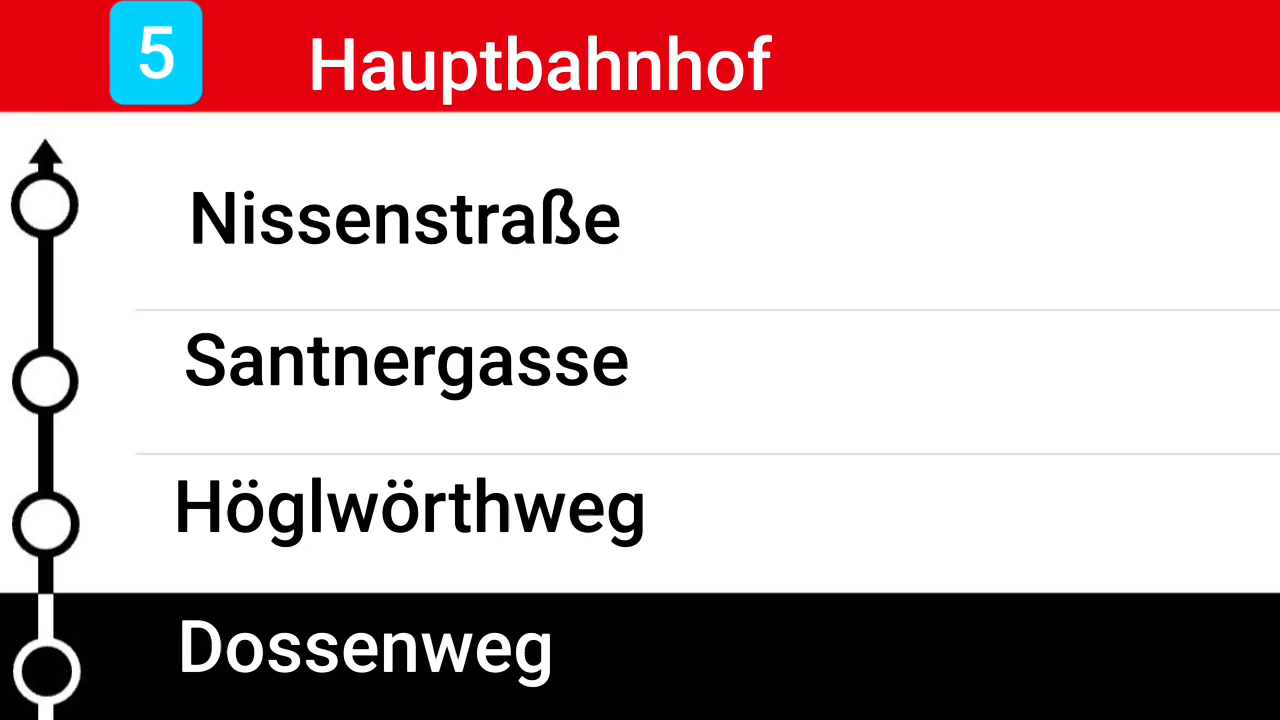 5 Hauptbahnhof
Nissenstraße
Santnergasse
Höglwörthweg
Dossenweg